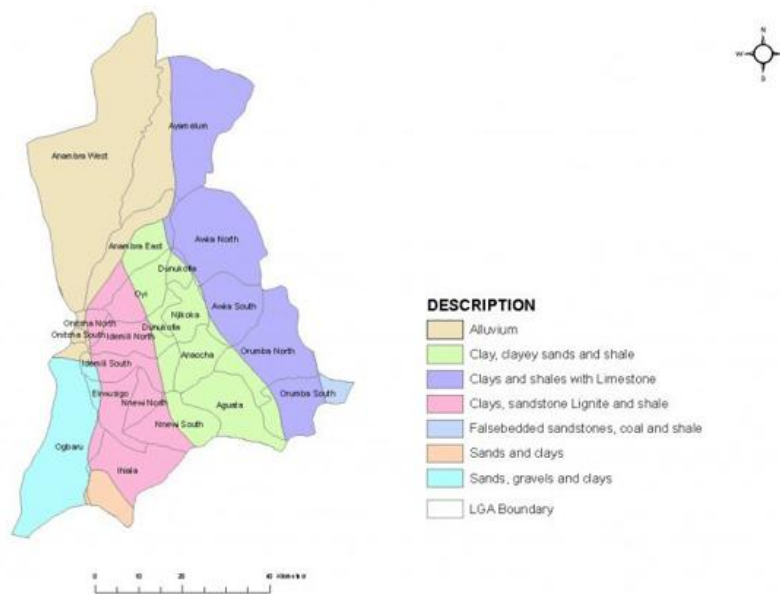 N
W
S
Ayamelum
Anambra West
Awka North
Anambra East
Dunukofia
Oyi
Awka South
Njikoka
Onitsha North
Dunukofia
Onitsha South
Idemili North
Orumba North
Anaocha
Idemili South
Orumba South
Ekwusigo
Nnewi North
Aguata
Nnewi South
Ogbaru
Ihiala
DESCRIPTION
Alluvium
Clay, clayey sands and shale
Clays and shales with Limestone
Clays, sandstone Lignite and shale
Falsebedded sandstones, coal and shale
Sands and clays
Sands, gravels and clays
LGA Boundary
0 10 20 40 Kilometer